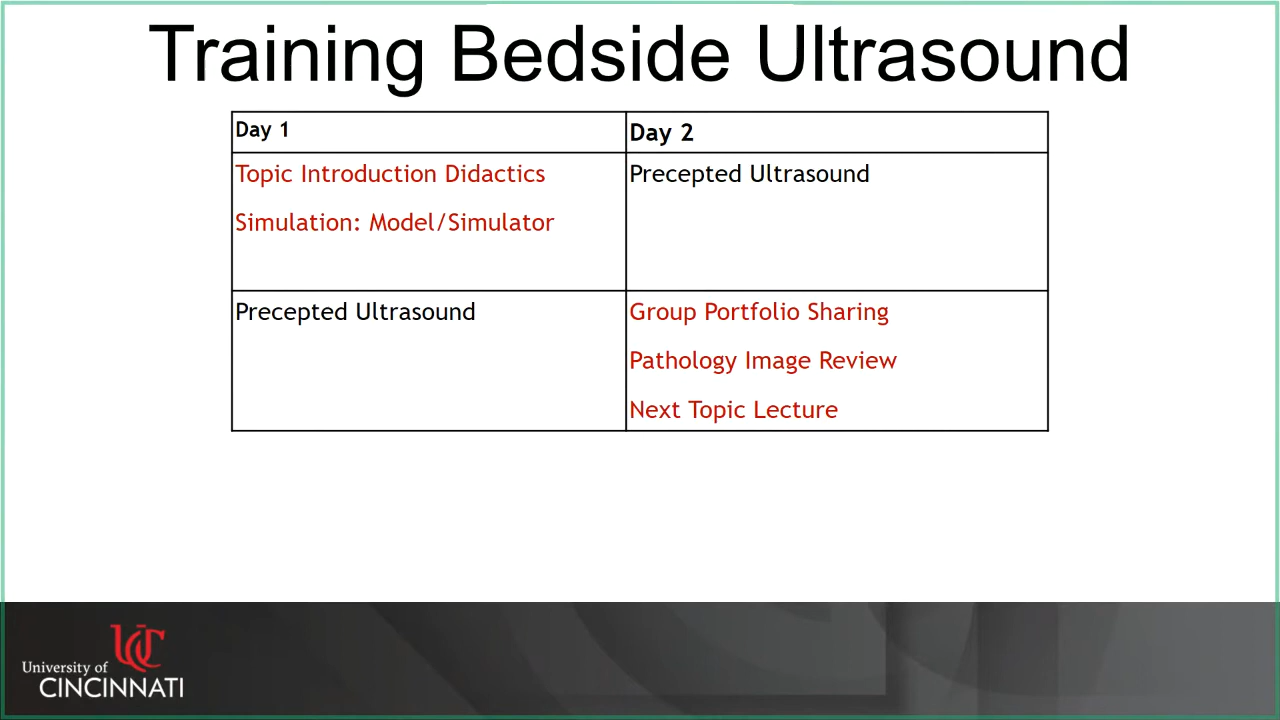 Training Bedside Ultrasound
Day 1
Day 2
Topic Introduction Didactics
Simulation: Model/Simulator
Precepted Ultrasound
Precepted Ultrasound
Group Portfolio Sharing
Pathology Image Review
Next Topic Lecture
UC
University of
CINCINNATI